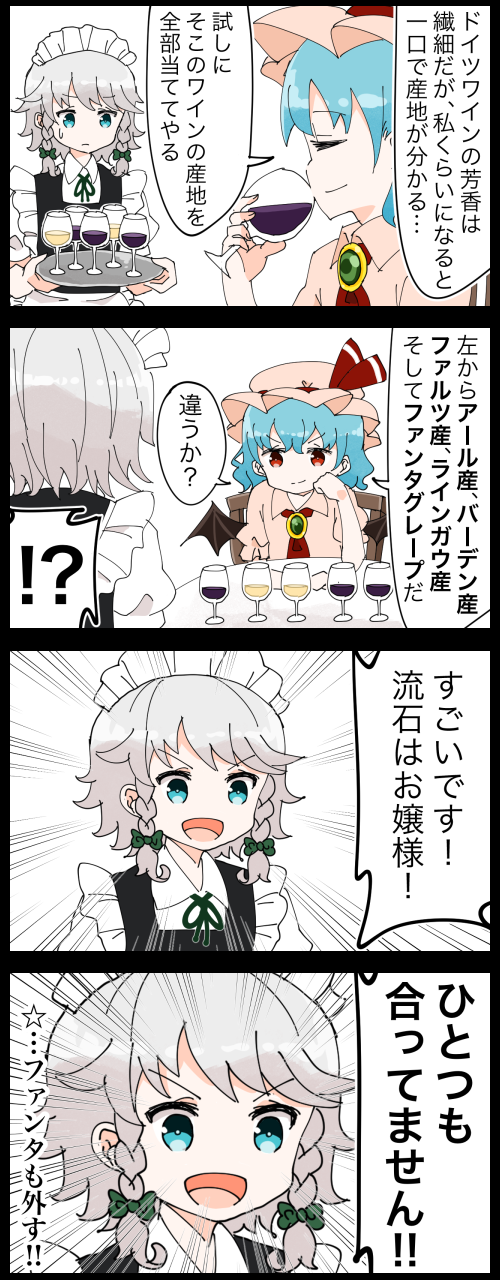 ドイツワインの芳香は
繊細だが、私くらいになると
一口で産地が分かる…
試しに
そこのワインの産地を
全部当ててやる
左からアール産、バーデン産
ファルツ産、ラインガウ産
そしてファンタグレープだ
違うか？
!?
すごいです！
流石はお嬢様！
ひとつも
合ってません!!
☆…ファンタも外す!!